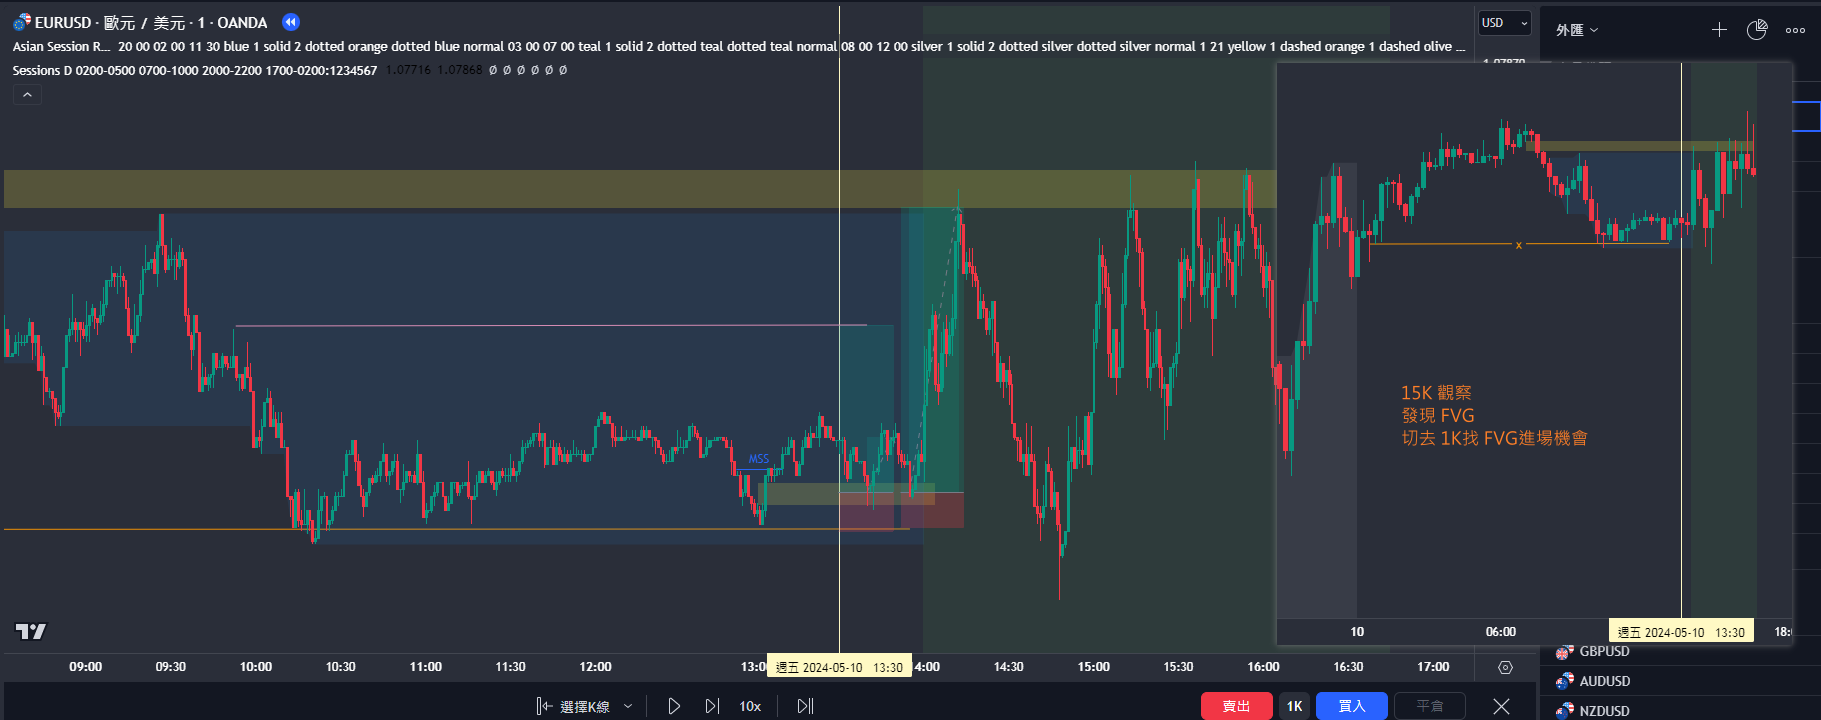 EURUSD · 歐元 / 美元 · 1 · OANDA
Asian Session R... 20 00 02 00 11 30 blue 1 solid 2 dotted orange dotted blue normal 03 00 07 00 teal 1 solid 2 dotted teal dotted teal normal 08 00 12 00 silver 1 solid 2 dotted silver dotted silver normal 1 21 yellow 1 dashed orange 1 dashed olive ...
Sessions D 0200-0500 0700-1000 2000-2200 1700-0200:1234567 1.07716 1.07868 Ø Ø Ø Ø Ø Ø
USD
外匯
MSS
x
15K 觀察
發現 FVG
切去 1K找 FVG進場機會
10 06:00 週五 2024-05-10 13:30 18:
09:00 09:30 10:00 10:30 11:00 11:30 12:00 13:0 週五 2024-05-10 13:30 14:00 14:30 15:00 15:30 16:00 16:30 17:00
GBPUSD
AUDUSD
NZDUSD
選擇K線 10x 賣出 1K 買入 平倉